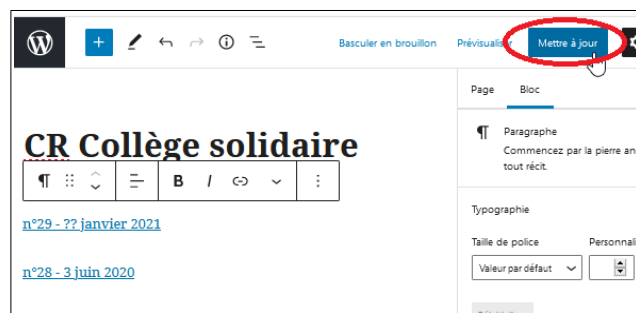 Basculer en brouillon Prévisualiser Mettre à jour
Page Bloc
Paragraphe
Commencez par la pierre an
tout récit.
CR Collège solidaire
B I
Typographie
n°29 - ?? janvier 2021
Taille de police Personnali
n°28 - 3 juin 2020
Valeur par défaut